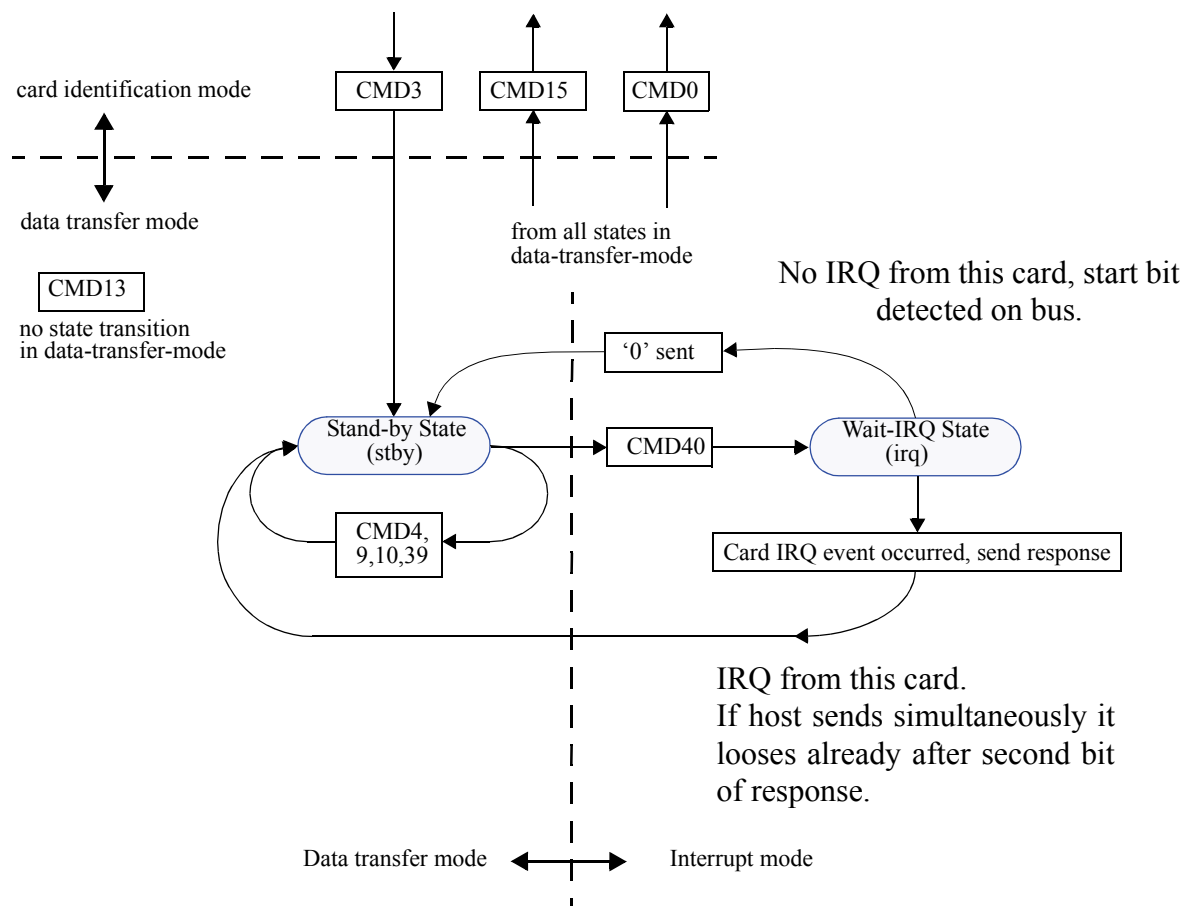 card identification mode
CMD3
CMD15
CMD0
data transfer mode
from all states in
data-transfer-mode
CMD13
no state transition
in data-transfer-mode
No IRQ from this card, start bit
detected on bus.
‘0’ sent
Stand-by State
(stby)
CMD40
Wait-IRQ State
(irq)
CMD4,
9,10,39
Card IRQ event occurred, send response
IRQ from this card.
If host sends simultaneously it
looses already after second bit
of response.
Data transfer mode
Interrupt mode